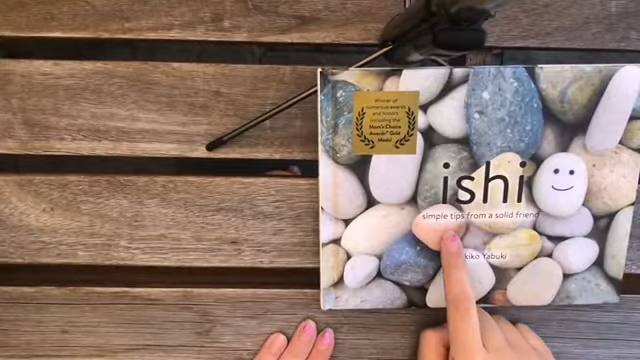 Winner of
numerous awards
and honors
including the
Mom's Choice
Awards® Gold
Medal
ishi
simple tips from a solid friend
kiko Yabuki